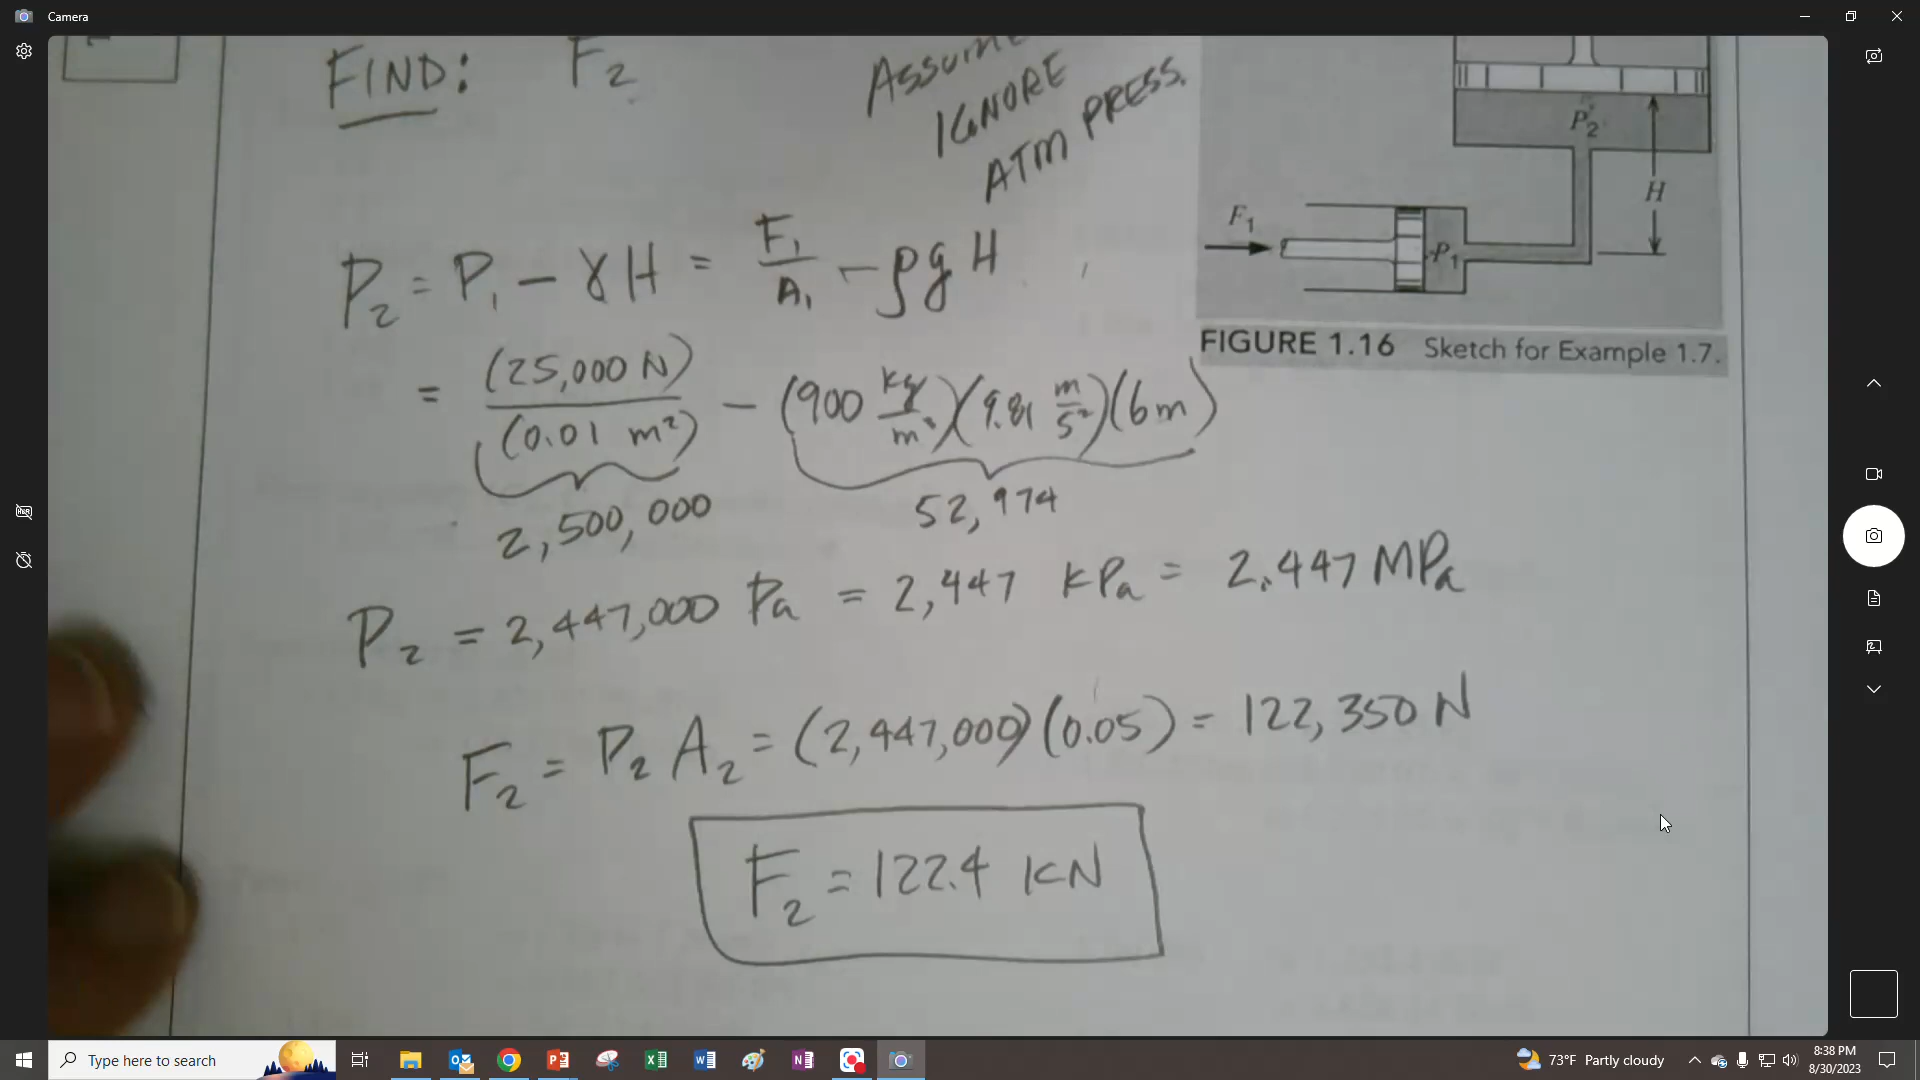 Camera
FIND: F2
ASSUME
IGNORE
ATM PRESS.
P2
H
F1
P1
FIGURE 1.16 Sketch for Example 1.7.
P2 = P1 - γH = F1/A1 - ρgH
= (25,000 N)/(0.01 m²) - (900 kg/m³)(9.81 m/s²)(6m)
2,500,000 52,974
P2 = 2,447,000 Pa = 2,447 KPa = 2.447 MPa
F2 = P2 A2 = (2,447,000)(0.05) = 122,350 N
F2 = 122.4 KN
Type here to search
73°F Partly cloudy
8:38 PM
8/30/2023